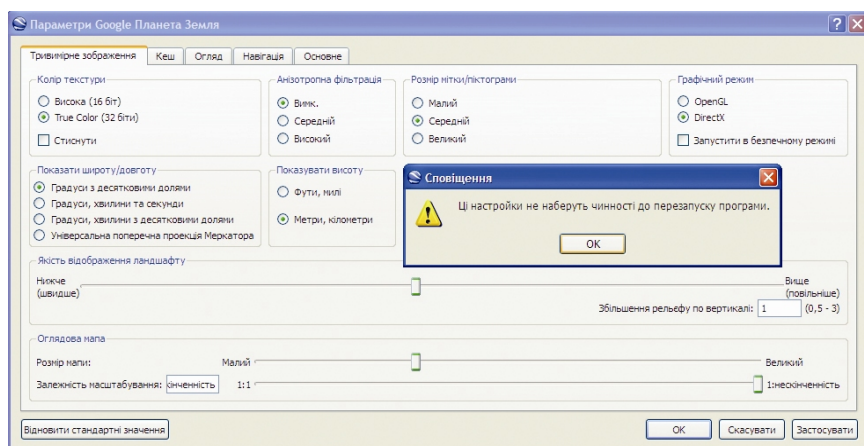 Параметри Google Планета Земля
Тривимірне зображення Кеш Огляд Навігація Основне
Колір текстури
Висока (16 біт)
True Color (32 біти)
Стиснути
Анізотропна фільтрація
Вимк.
Середній
Високий
Розмір мітки/піктограми
Малий
Середній
Великий
Графічний режим
OpenGL
DirectX
Запустити в безпечному режимі
Показати широту/довготу
Градуси з десятковими долями
Градуси, хвилини та секунди
Градуси, хвилини з десятковими долями
Універсальна поперечна проекція Меркатора
Показувати висоту
Фути, милі
Метри, кілометри
Сповіщення
Ці настройки не наберуть чинності до перезапуску програми.
OK
Якість відображення ландшафту
Нижче
(швидше)
Вище
(повільніше)
Збільшення рельєфу по вертикалі: 1 (0,5 - 3)
Оглядова мапа
Розмір мапи: Малий Великий
Залежність масштабування: кінченність 1:1 1:нескінченність
Відновити стандартні значення OK Скасувати Застосувати